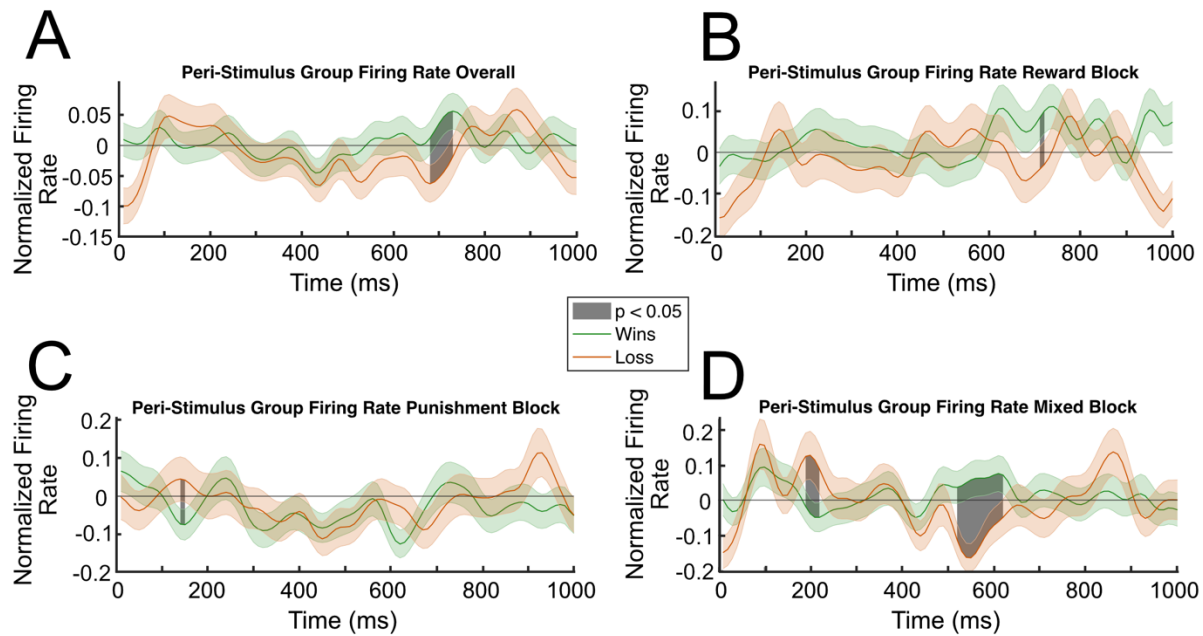 A
Peri-Stimulus Group Firing Rate Overall
Normalized Firing
Rate
0.05
0
-0.05
-0.1
-0.15
0 200 400 600 800 1000
Time (ms)
B
Peri-Stimulus Group Firing Rate Reward Block
Normalized Firing
Rate
0.1
0
-0.1
-0.2
0 200 400 600 800 1000
Time (ms)
p < 0.05
Wins
Loss
C
Peri-Stimulus Group Firing Rate Punishment Block
Normalized Firing
Rate
0.2
0.1
0
-0.1
0.2
0 200 400 600 800 1000
Time (ms)
D
Peri-Stimulus Group Firing Rate Mixed Block
Normalized Firing
Rate
0.2
0.1
0
-0.1
-0.2
0 200 400 600 800 1000
Time (ms)